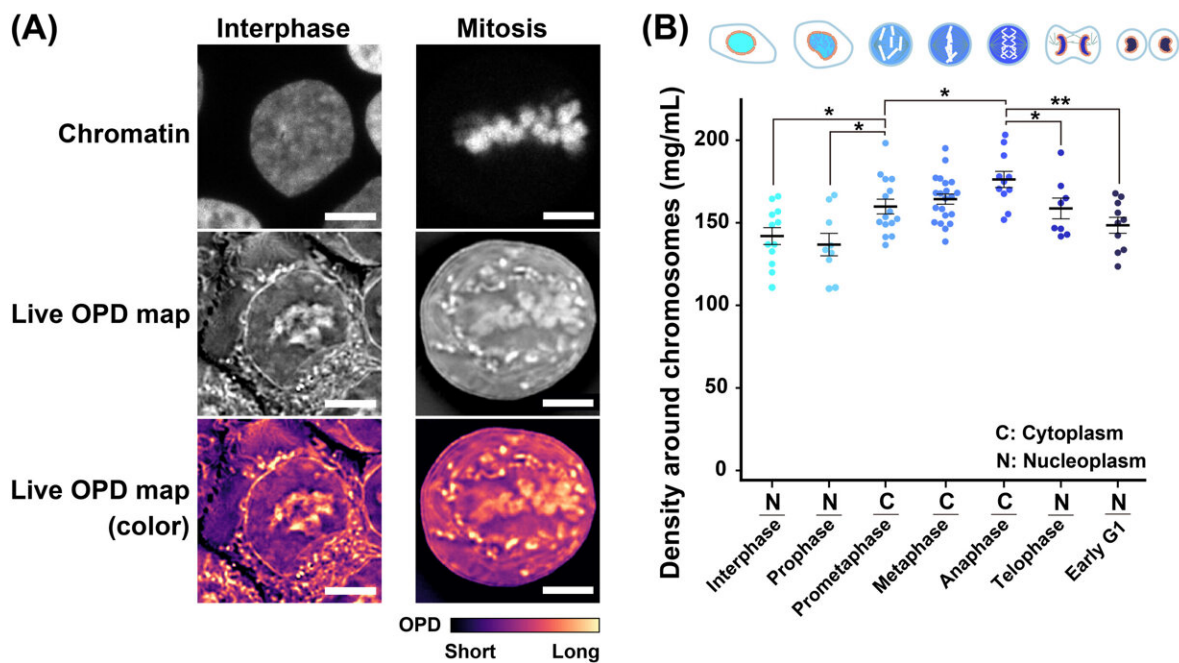 (A)
Interphase
Mitosis
Chromatin
Live OPD map
Live OPD map
(color)
OPD
Short
Long
(B)
Density around chromosomes (mg/mL)
200
150
100
50
0
*
*
*
*
**
C: Cytoplasm
N: Nucleoplasm
N
N
C
C
C
N
N
Interphase
Prophase
Prometaphase
Metaphase
Anaphase
Telophase
Early G1